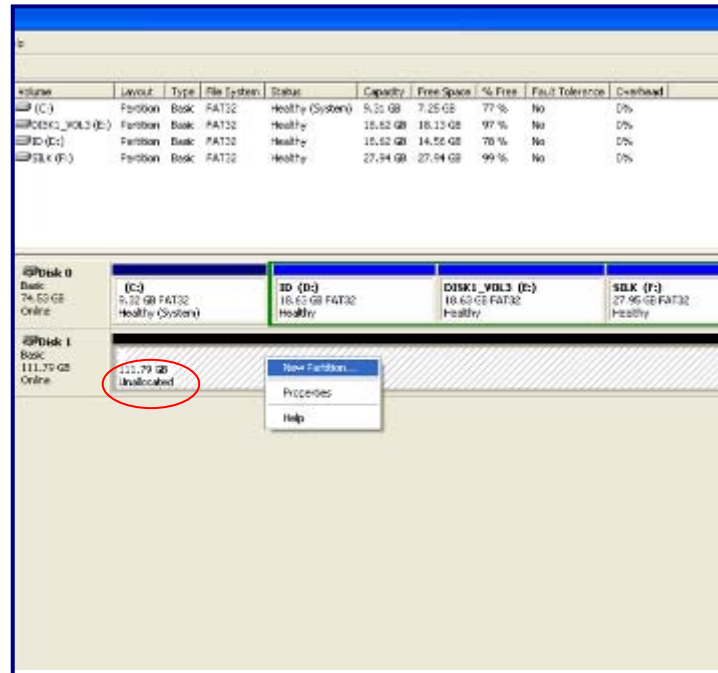 Volume Layout Type File System Status Capacity Free Space % Free Fault Tolerance Overhead
(C:) Partition Basic FAT32 Healthy (System) 9.31 GB 7.25 GB 77 % No 0%
DISK1_VOL3 (E:) Partition Basic FAT32 Healthy 18.62 GB 18.13 GB 97 % No 0%
ID (D:) Partition Basic FAT32 Healthy 18.62 GB 14.56 GB 78 % No 0%
SILK (F:) Partition Basic FAT32 Healthy 27.94 GB 27.94 GB 99 % No 0%
Disk 0
Basic
74.53 GB
Online
(C:)
9.32 GB FAT32
Healthy (System)
ID (D:)
18.63 GB FAT32
Healthy
DISK1_VOL3 (E:)
18.63 GB FAT32
Healthy
SILK (F:)
27.95 GB FAT32
Healthy
Disk 1
Basic
111.79 GB
Online
111.79 GB
Unallocated
New Partition...
Properties
Help